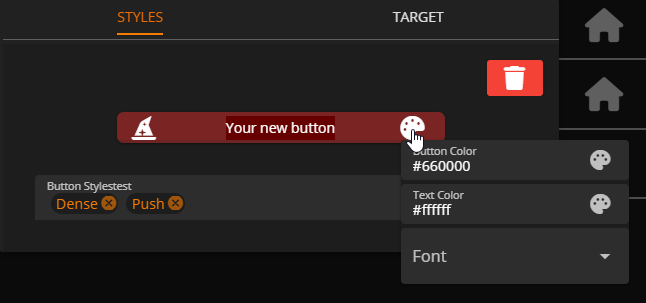 STYLES
TARGET
Your new button
Button Color
#660000
Button Stylestest
Dense
Push
Text Color
#ffffff
Font